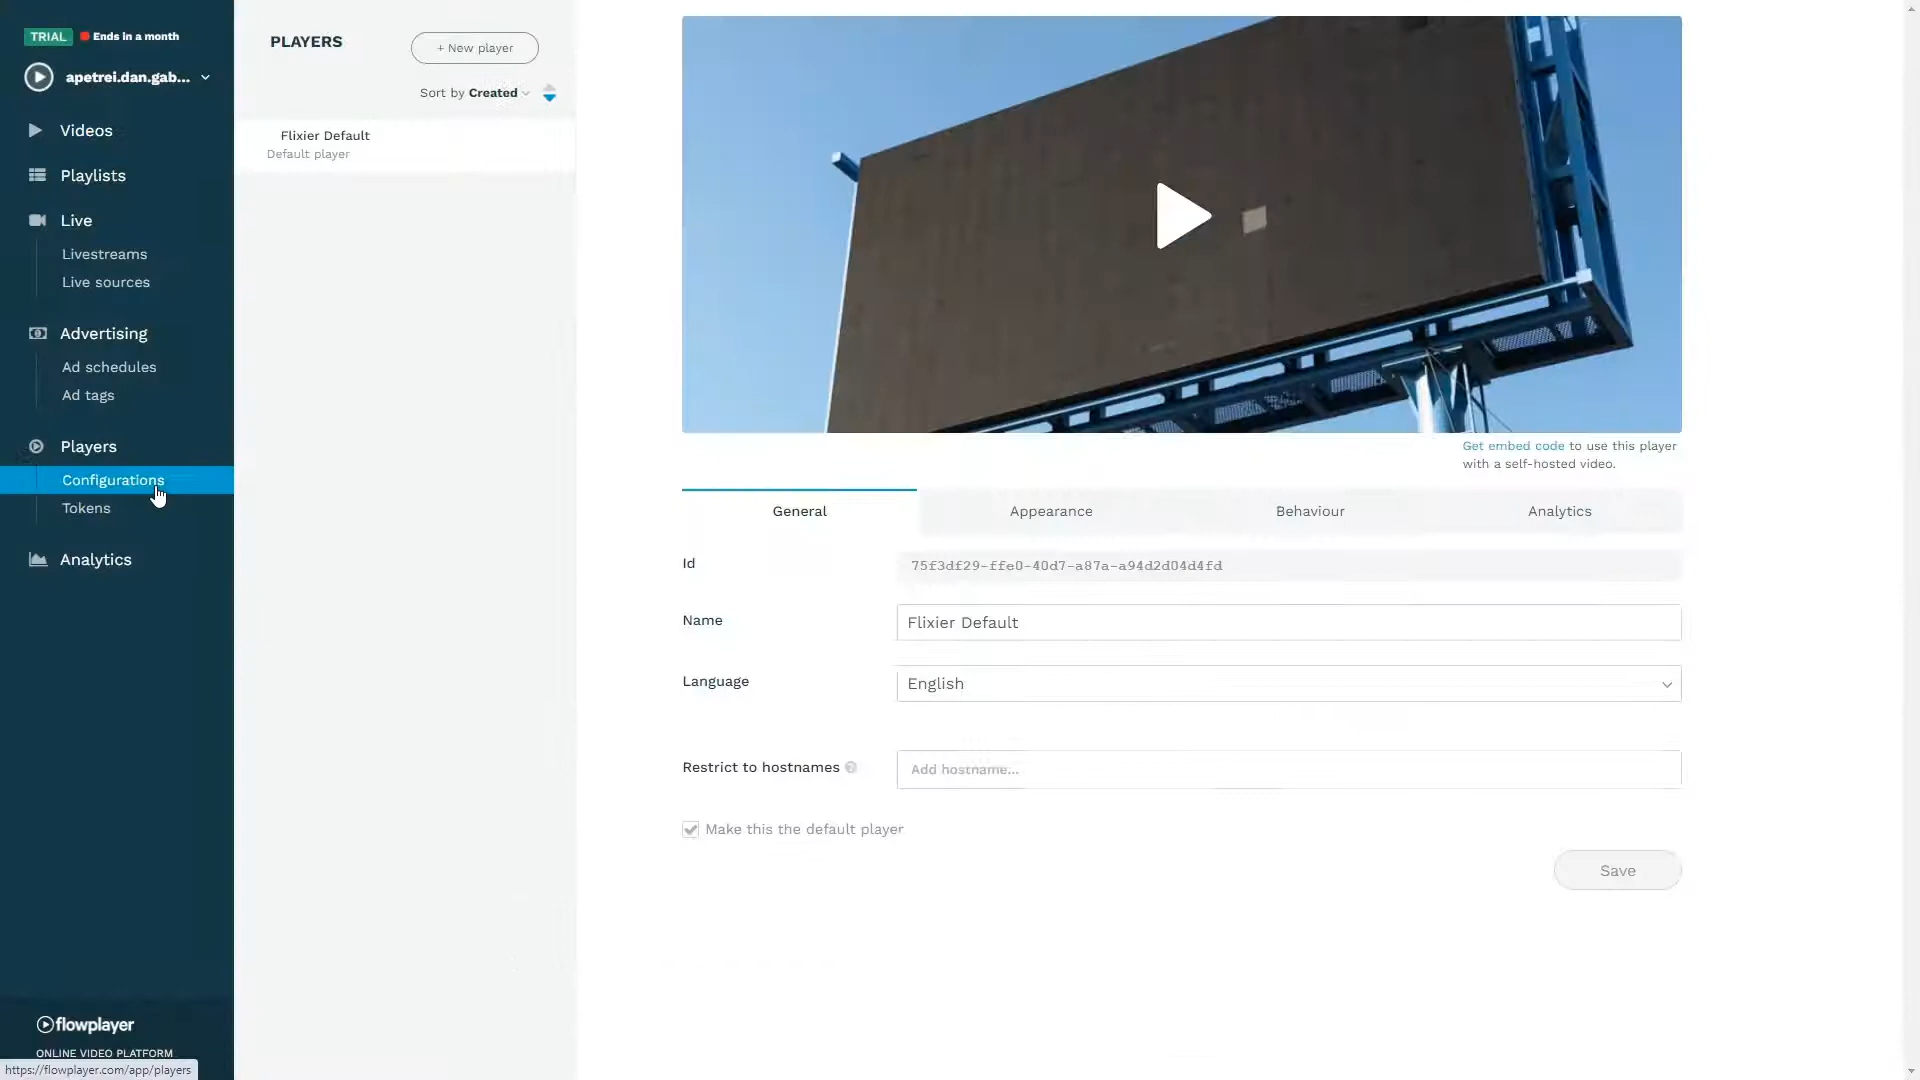 TRIAL Ends in a month
apetrei.dan.gab...
Videos
Playlists
Live
Livestreams
Live sources
Advertising
Ad schedules
Ad tags
Players
Configurations
Tokens
Analytics
flowplayer
ONLINE VIDEO PLATFORM
https://flowplayer.com/app/players
PLAYERS
+ New player
Sort by Created
Flixier Default
Default player
Get embed code to use this player
with a self-hosted video.
General Appearance Behaviour Analytics
Id 75f3df29-ffe0-40d7-a87a-a94d2d04d4fd
Name Flixier Default
Language English
Restrict to hostnames ? Add hostname...
Make this the default player
Save